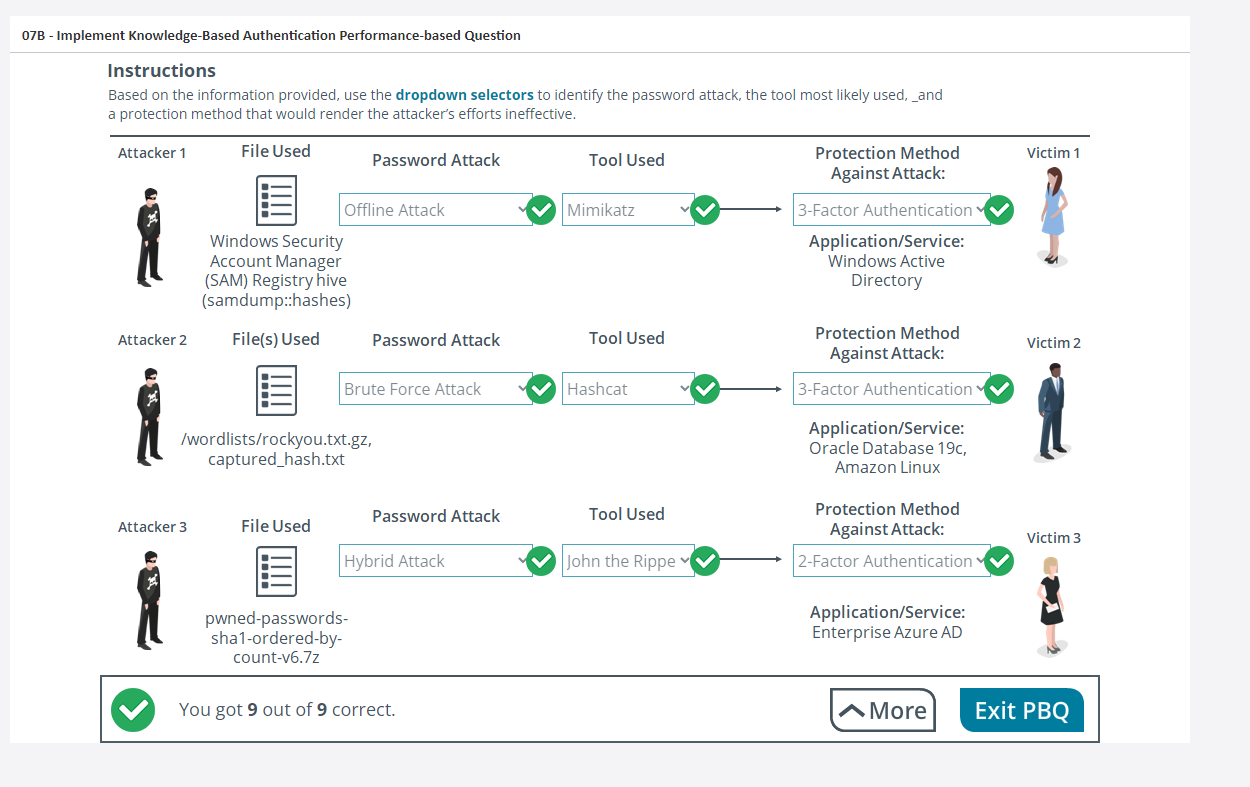 07B - Implement Knowledge-Based Authentication Performance-based Question
Instructions
Based on the information provided, use the dropdown selectors to identify the password attack, the tool most likely used, _and
a protection method that would render the attacker's efforts ineffective.
Attacker 1
File Used
Password Attack
Tool Used
Protection Method
Against Attack:
Victim 1
Offline Attack
Mimikatz
3-Factor Authentication
Windows Security
Account Manager
(SAM) Registry hive
(samdump::hashes)
Application/Service:
Windows Active
Directory
Attacker 2
File(s) Used
Password Attack
Tool Used
Protection Method
Against Attack:
Victim 2
Brute Force Attack
Hashcat
3-Factor Authentication
/wordlists/rockyou.txt.gz,
captured_hash.txt
Application/Service:
Oracle Database 19c,
Amazon Linux
Attacker 3
File Used
Password Attack
Tool Used
Protection Method
Against Attack:
Victim 3
Hybrid Attack
John the Rippe
2-Factor Authentication
pwned-passwords-
sha1-ordered-by-
count-v6.7z
Application/Service:
Enterprise Azure AD
You got 9 out of 9 correct.
More
Exit PBQ